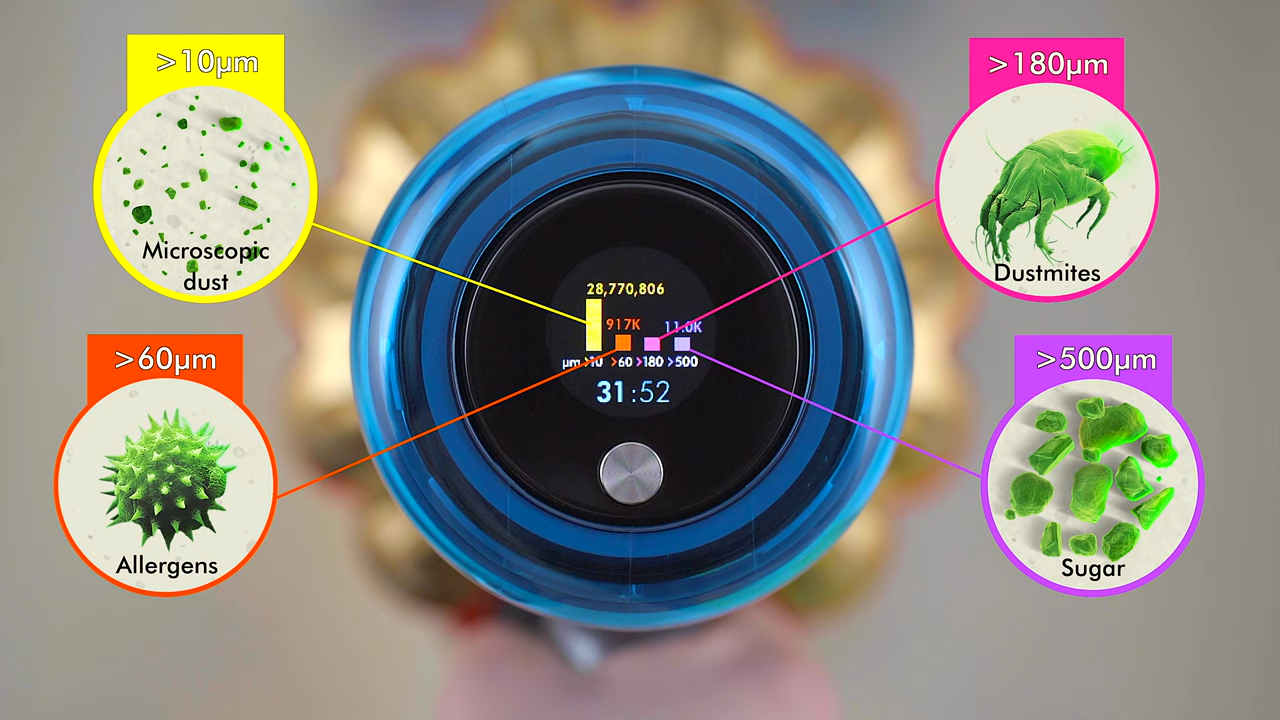 >10µm
Microscopic
dust
>180µm
Dustmites
>60µm
Allergens
>500µm
Sugar
28,770,806
917K
11.0K
µm >10 >60 >180 >500
31:52